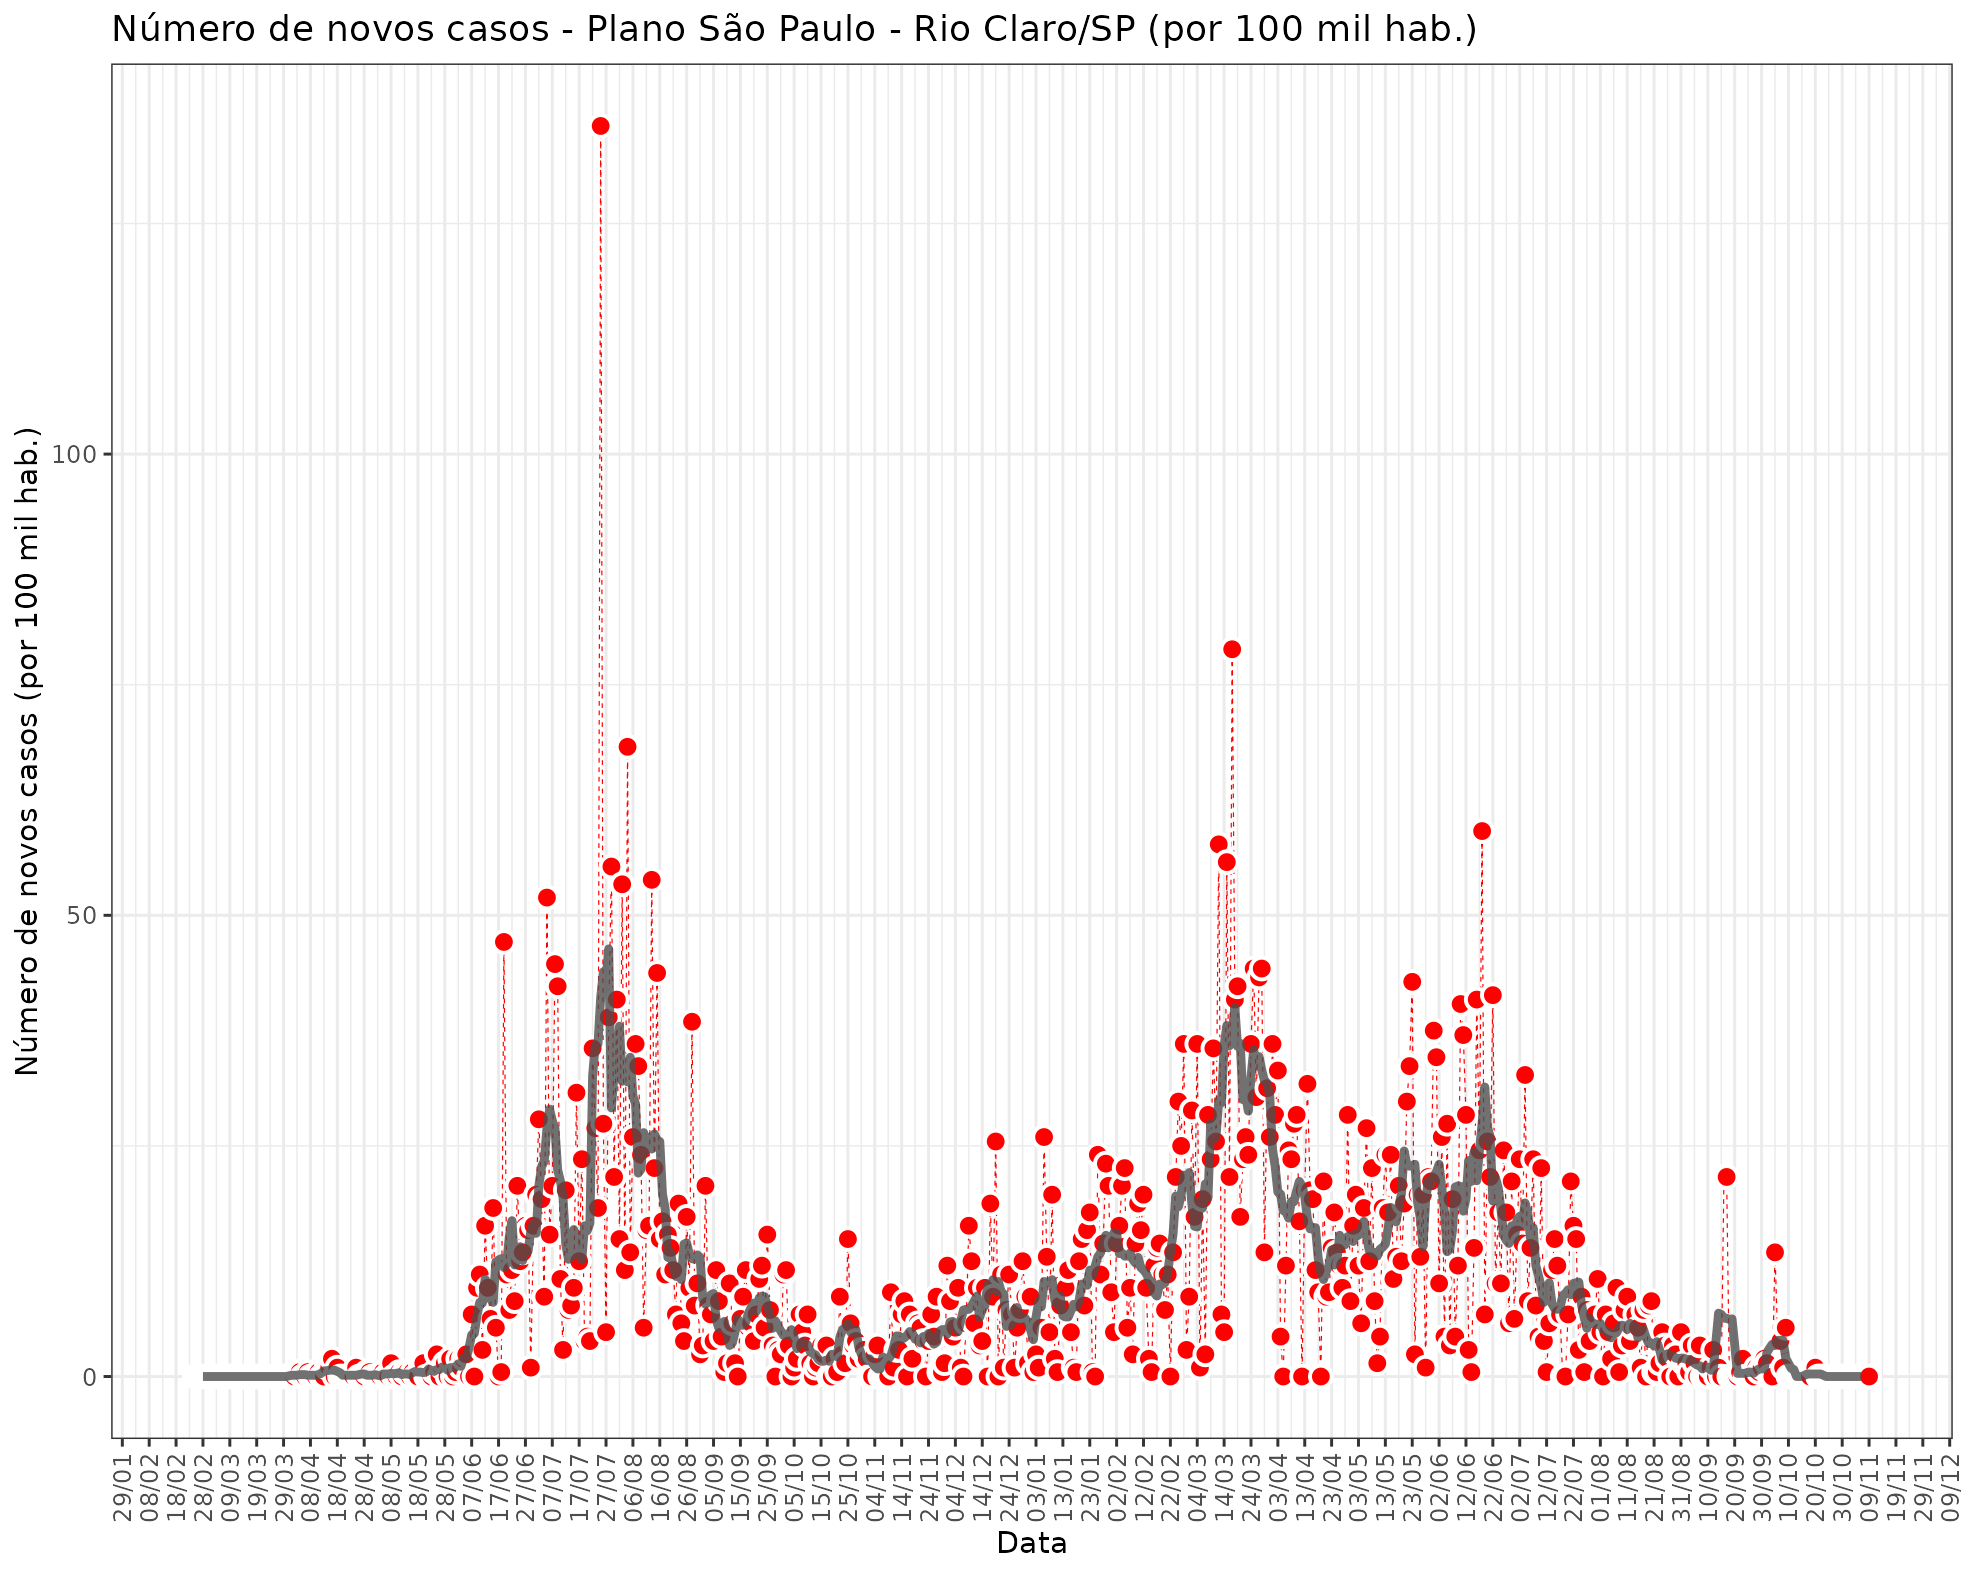 Número de novos casos - Plano São Paulo - Rio Claro/SP (por 100 mil hab.)
Número de novos casos (por 100 mil hab.)
100
50
0
29/01 08/02 18/02 28/02 09/03 19/03 29/03 08/04 18/04 28/04 08/05 18/05 28/05 07/06 17/06 27/06 07/07 17/07 27/07 06/08 16/08 26/08 05/09 15/09 25/09 05/10 15/10 25/10 04/11 14/11 24/11 04/12 14/12 24/12 03/01 13/01 23/01 02/02 12/02 22/02 04/03 14/03 24/03 03/04 13/04 23/04 03/05 13/05 23/05 02/06 12/06 22/06 02/07 12/07 22/07 01/08 11/08 21/08 31/08 10/09 20/09 30/09 10/10 20/10 30/10 09/11 19/11 29/11 09/12
Data